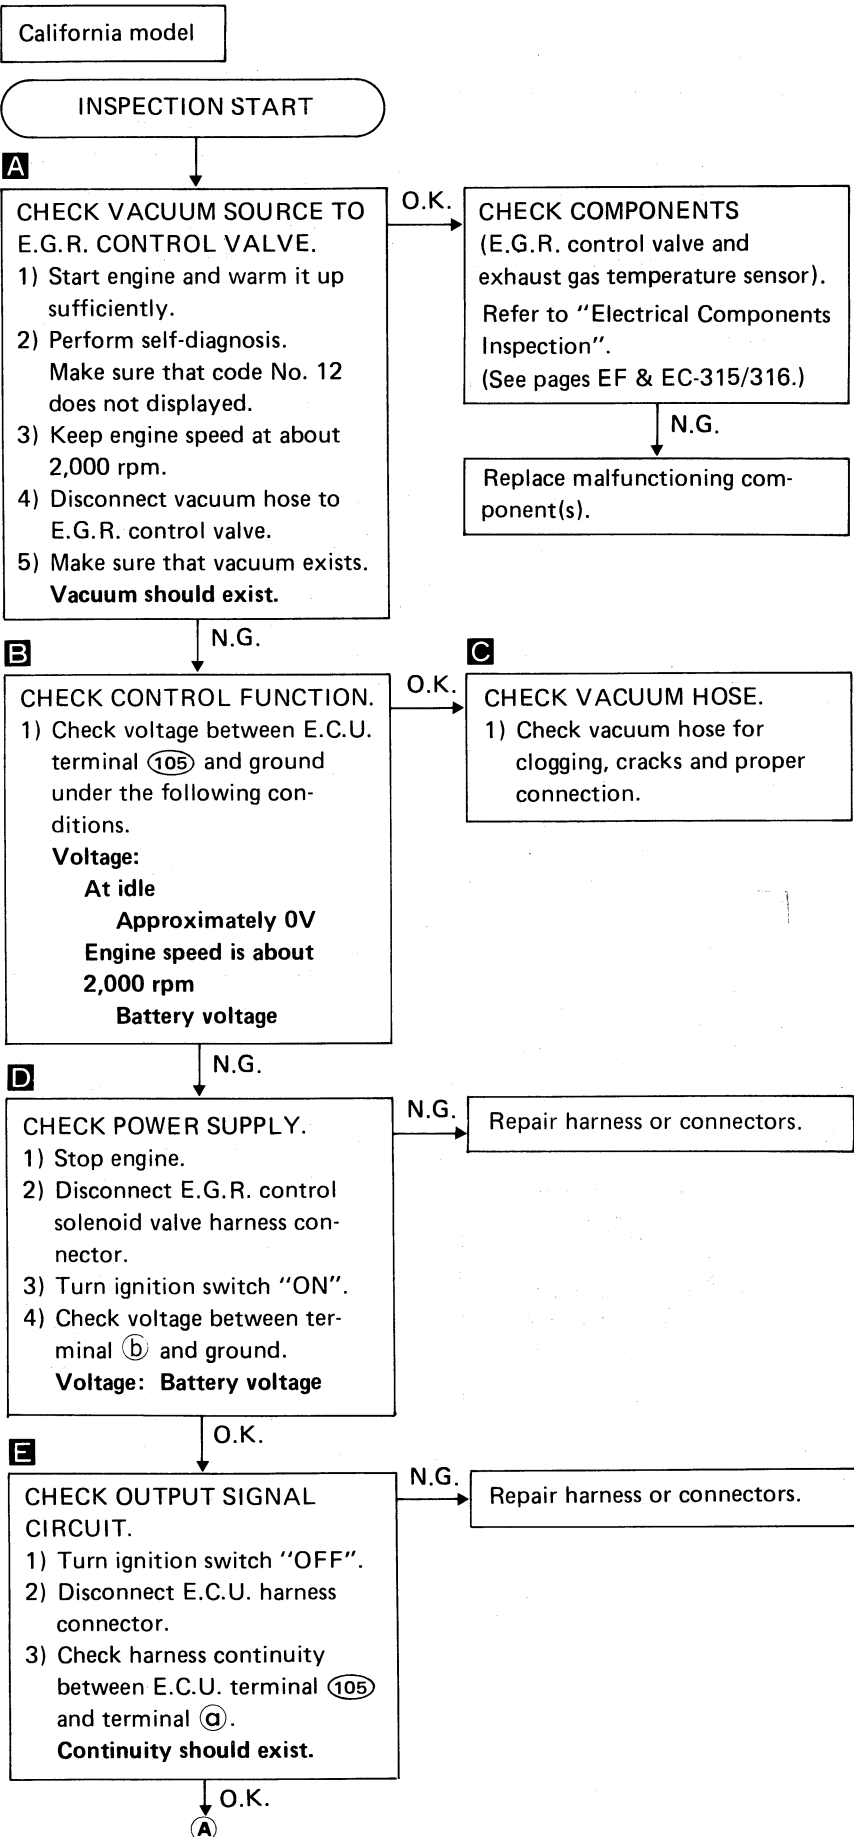 California model
INSPECTION START
A
CHECK VACUUM SOURCE TO
E.G.R. CONTROL VALVE.
1) Start engine and warm it up
sufficiently.
2) Perform self-diagnosis.
Make sure that code No. 12
does not displayed.
3) Keep engine speed at about
2,000 rpm.
4) Disconnect vacuum hose to
E.G.R. control valve.
5) Make sure that vacuum exists.
Vacuum should exist.
O.K.
CHECK COMPONENTS
(E.G.R. control valve and
exhaust gas temperature sensor).
Refer to "Electrical Components
Inspection".
(See pages EF & EC-315/316.)
N.G.
Replace malfunctioning com-
ponent(s).
N.G.
B
CHECK CONTROL FUNCTION.
1) Check voltage between E.C.U.
terminal 105 and ground
under the following con-
ditions.
Voltage:
At idle
Approximately 0V
Engine speed is about
2,000 rpm
Battery voltage
O.K.
C
CHECK VACUUM HOSE.
1) Check vacuum hose for
clogging, cracks and proper
connection.
N.G.
D
CHECK POWER SUPPLY.
1) Stop engine.
2) Disconnect E.G.R. control
solenoid valve harness con-
nector.
3) Turn ignition switch "ON".
4) Check voltage between ter-
minal b and ground.
Voltage: Battery voltage
N.G.
Repair harness or connectors.
O.K.
E
CHECK OUTPUT SIGNAL
CIRCUIT.
1) Turn ignition switch "OFF".
2) Disconnect E.C.U. harness
connector.
3) Check harness continuity
between E.C.U. terminal 105
and terminal a.
Continuity should exist.
N.G.
Repair harness or connectors.
O.K.
A